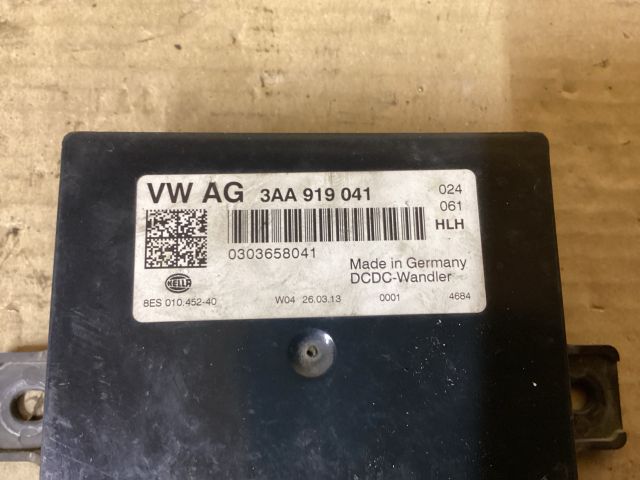 VW AG 3AA 919 041 024
061
HLH
0303658041
Made in Germany
DCDC-Wandler
HELLA
8ES 010.452-40 W04 26.03.13 0001 4684